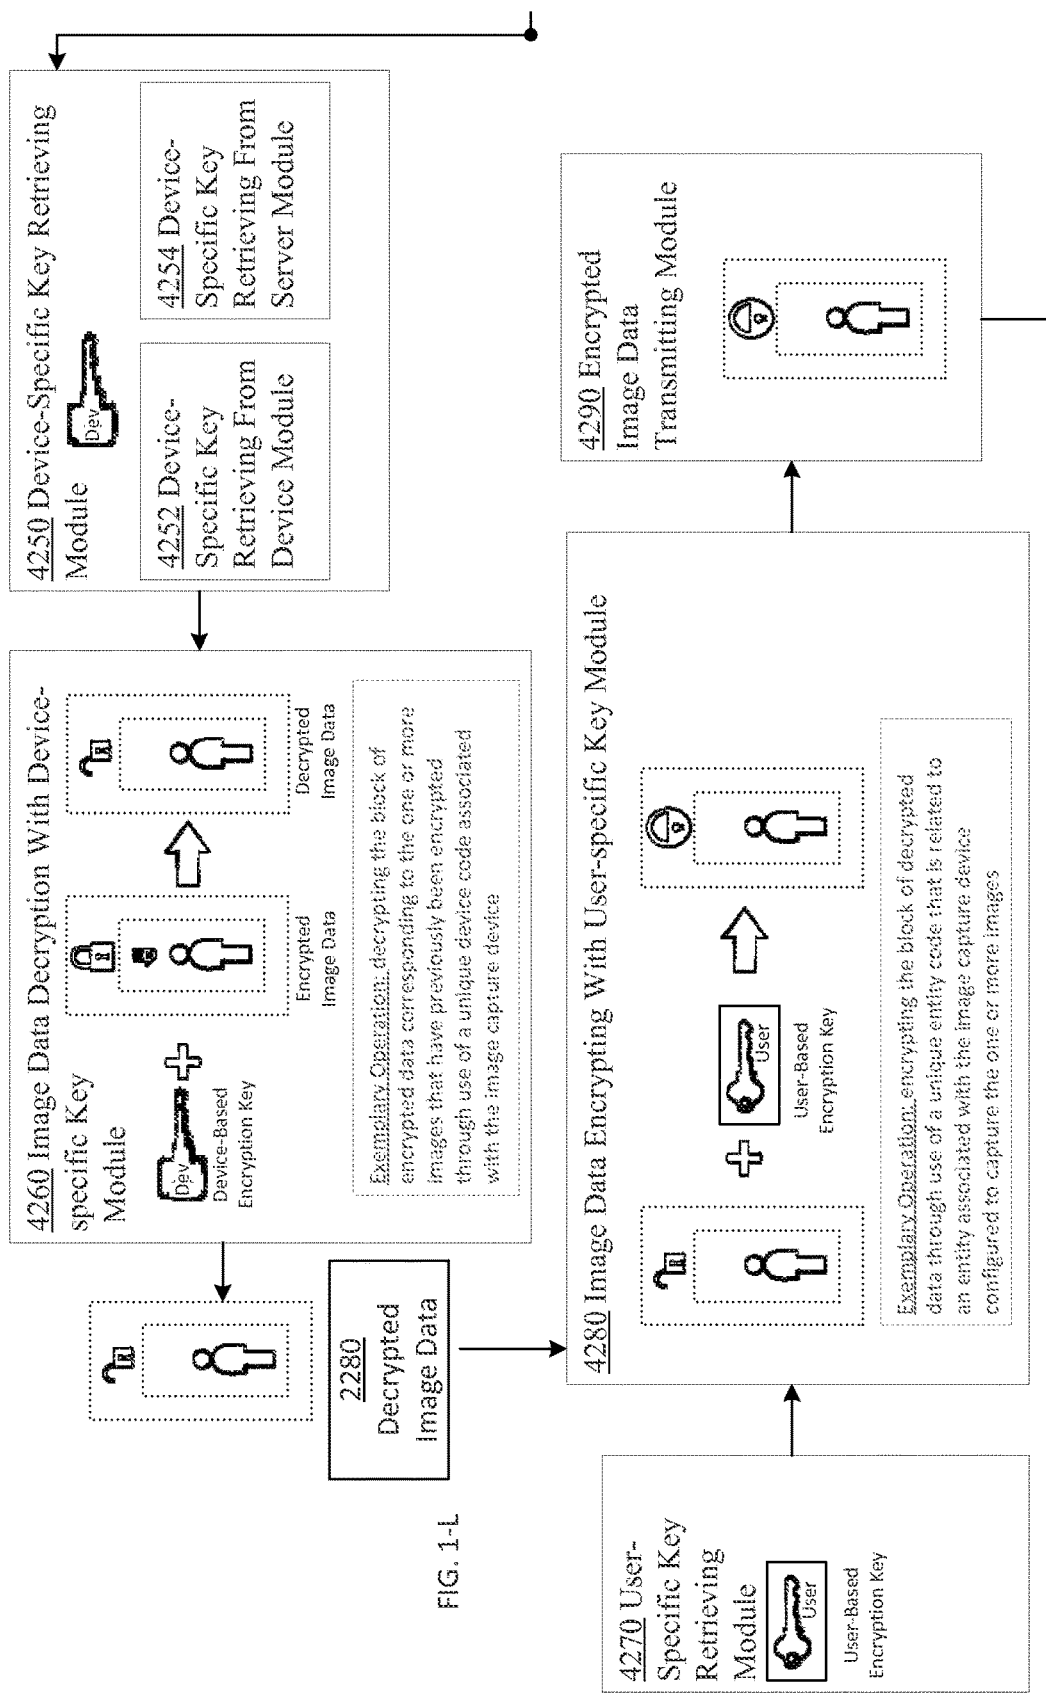 4250 Device-Specific Key Retrieving
Module
Dev
4252 Device-
Specific Key
Retrieving From
Device Module
4254 Device-
Specific Key
Retrieving From
Server Module
4260 Image Data Decryption With Device-
specific Key
Module
Dev
Device-Based
Encryption Key
Encrypted
Image Data
Decrypted
Image Data
Exemplary Operation: decrypting the block of
encrypted data corresponding to the one or more
images that have previously been encrypted
through use of a unique device code associated
with the image capture device
2280
Decrypted
Image Data
FIG. 1-L
4270 User-
Specific Key
Retrieving
Module
User
User-Based
Encryption Key
4280 Image Data Encrypting With User-specific Key Module
User
User-Based
Encryption Key
Exemplary Operation: encrypting the block of decrypted
data through use of a unique entity code that is related to
an entity associated with the image capture device
configured to capture the one or more images
4290 Encrypted
Image Data
Transmitting Module